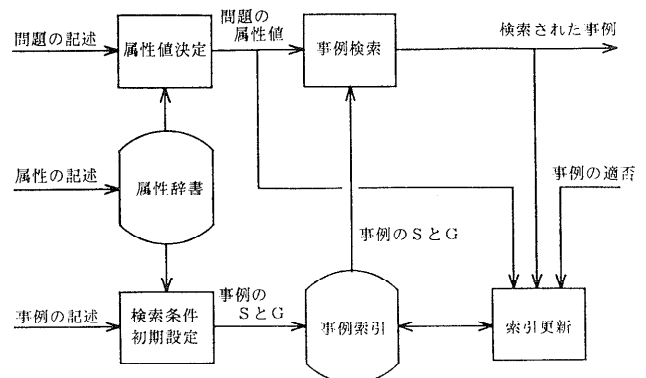 問題の記述
属性値決定
問題の
属性値
事例検索
検索された事例
属性の記述
属性辞書
事例の適否
事例のＳとＧ
事例の記述
検索条件
初期設定
事例の
ＳとＧ
事例索引
索引更新